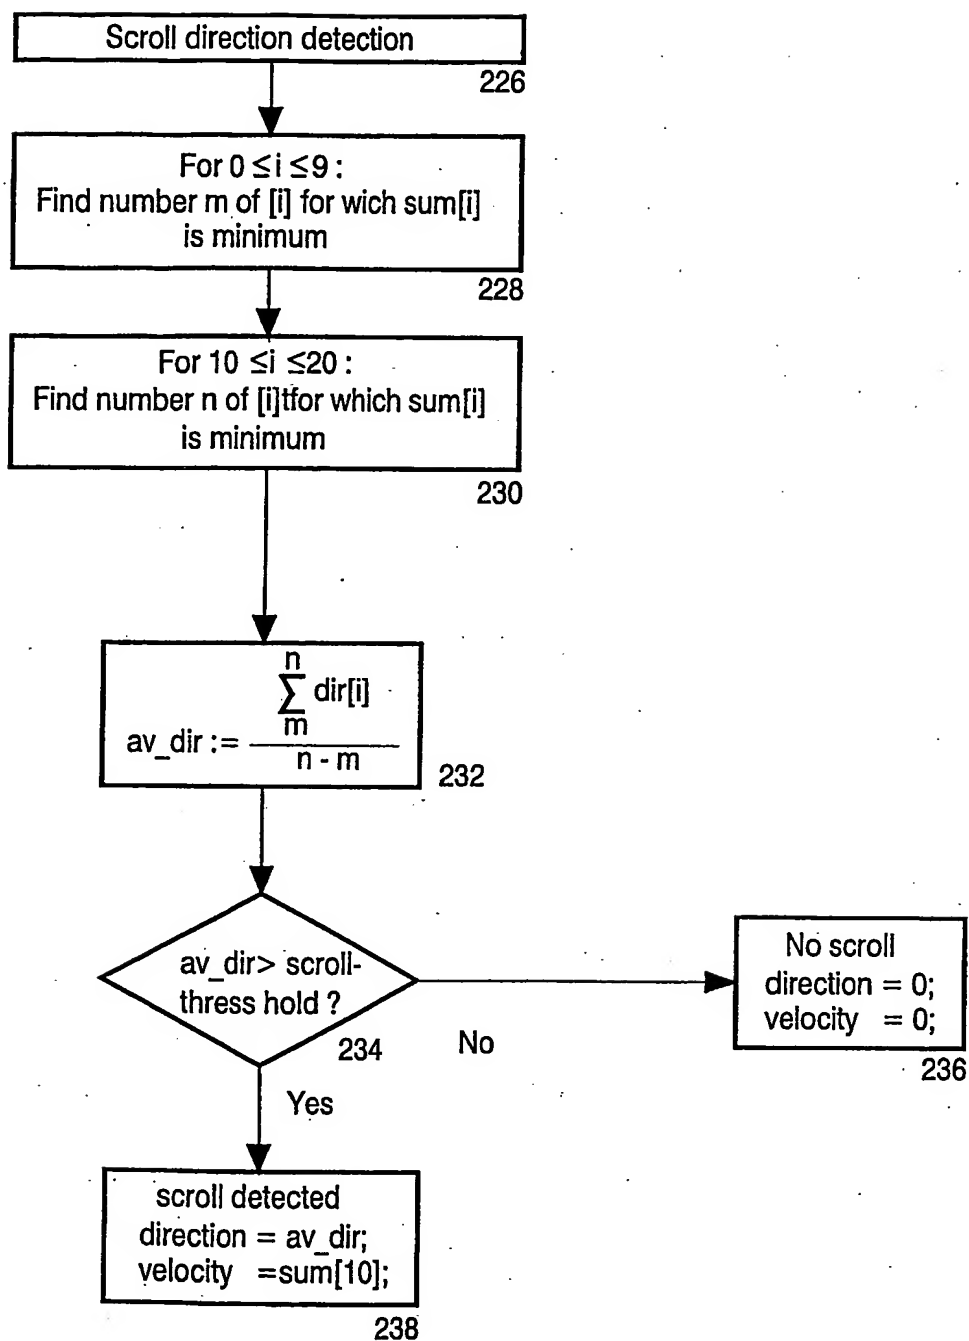 Scroll direction detection
226
For 0 ≤i ≤9 :
Find number m of [i] for wich sum[i]
is minimum
228
For 10 ≤i ≤20 :
Find number n of [i]tfor which sum[i]
is minimum
230
n
∑ dir[i]
m
av_dir :=
n - m
232
av_dir> scroll-
thress hold ?
234
No
No scroll
direction = 0;
velocity = 0;
236
Yes
scroll detected
direction = av_dir;
velocity =sum[10];
238